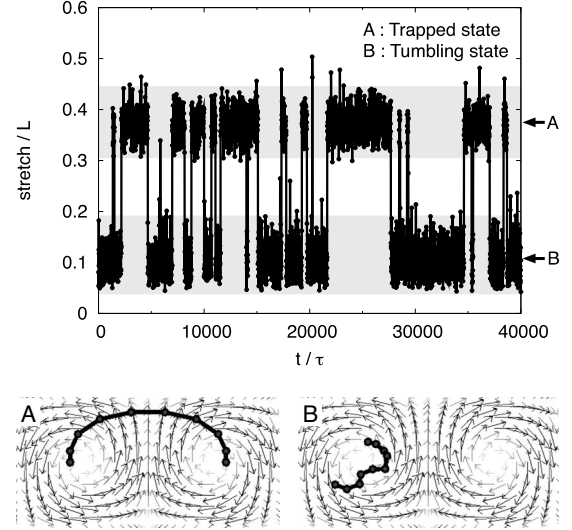 0.6
0.5
0.4
0.3
0.2
0.1
0
stretch / L
A : Trapped state
B : Tumbling state
A
B
0
10000
20000
30000
40000
t / τ
A
B